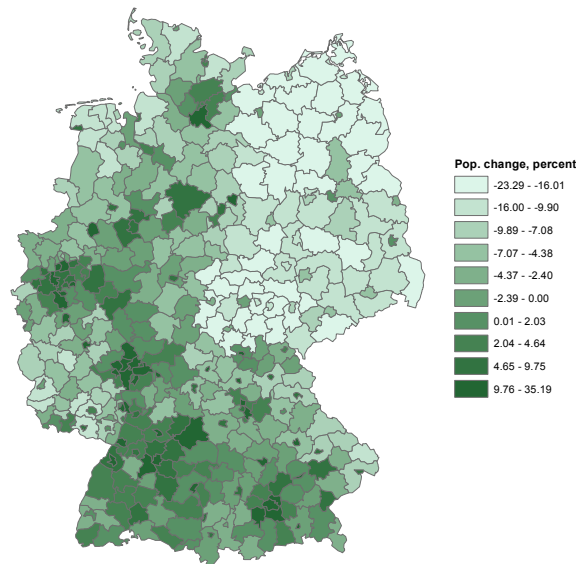 Pop. change, percent
-23.29 - -16.01
-16.00 - -9.90
-9.89 - -7.08
-7.07 - -4.38
-4.37 - -2.40
-2.39 - 0.00
0.01 - 2.03
2.04 - 4.64
4.65 - 9.75
9.76 - 35.19